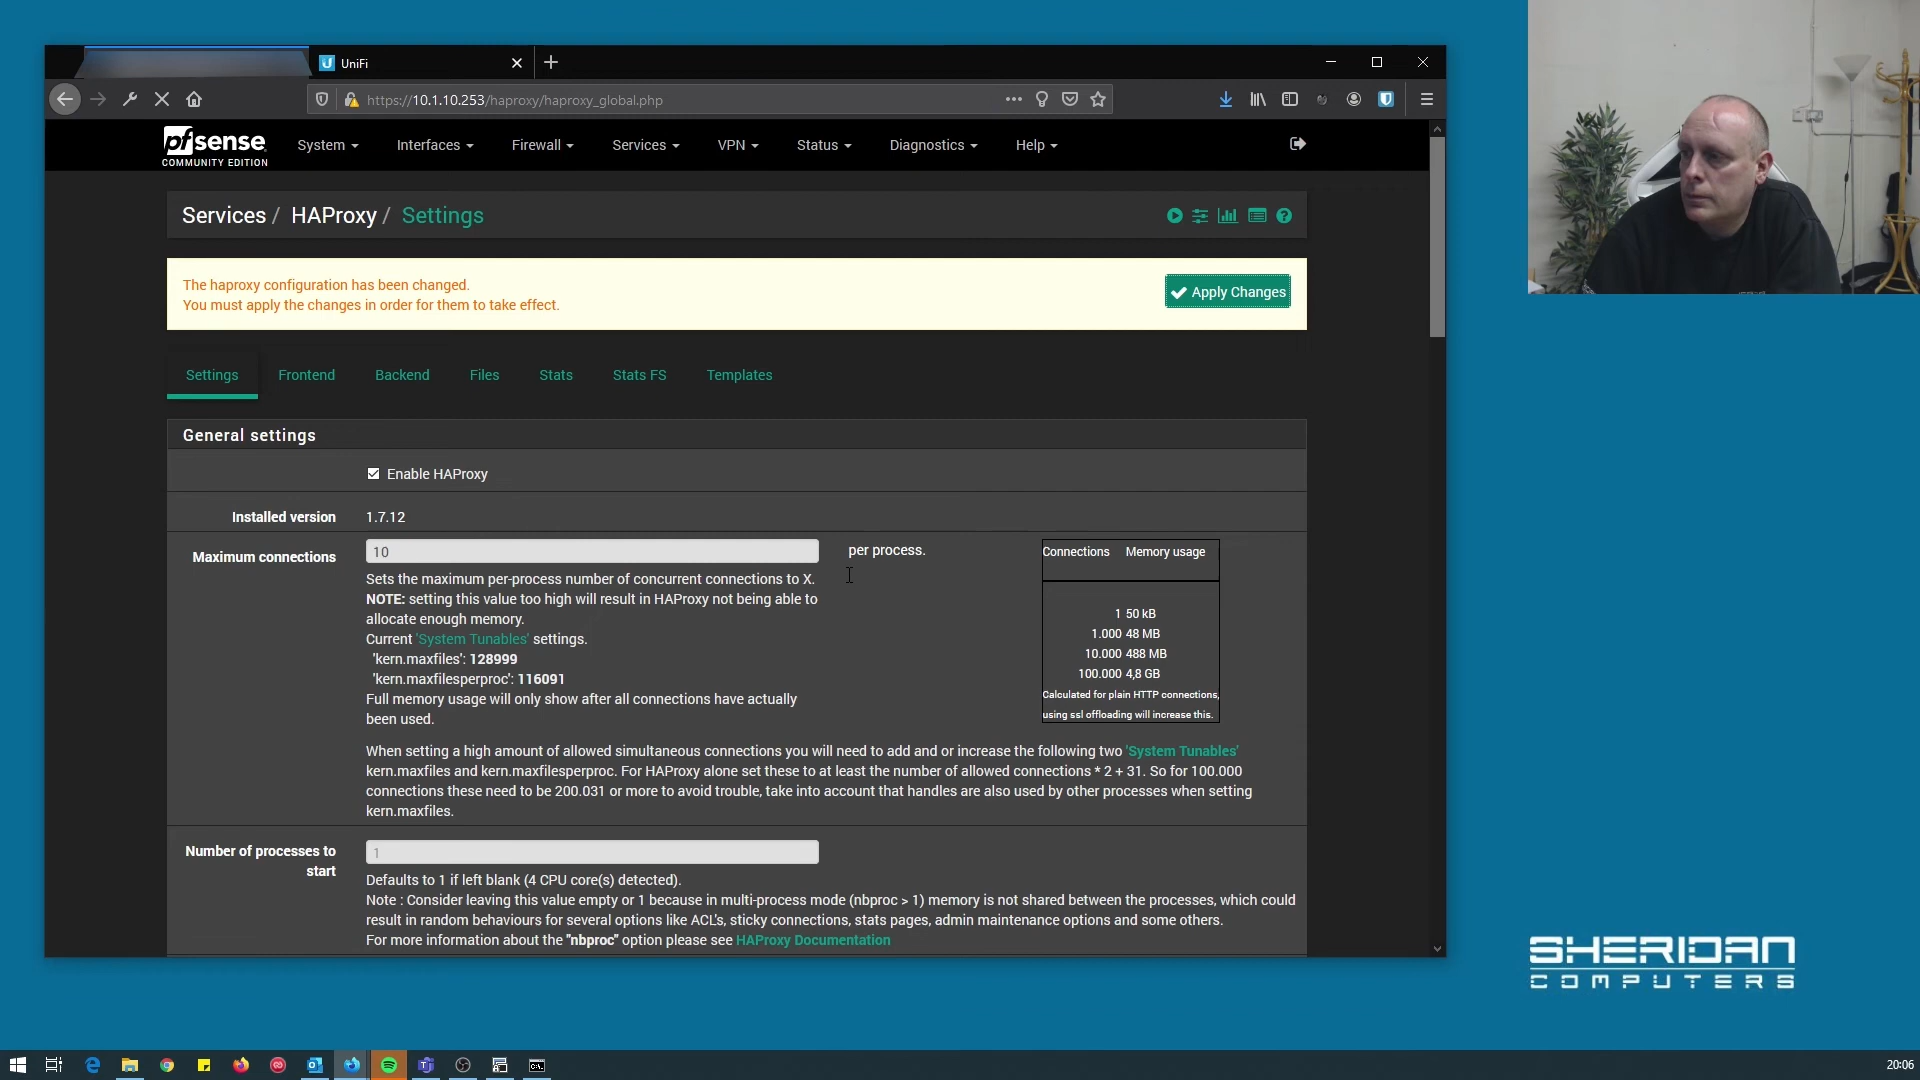 UniFi
https://10.1.10.253/haproxy/haproxy_global.php
pfsense
COMMUNITY EDITION
System
Interfaces
Firewall
Services
VPN
Status
Diagnostics
Help
Services / HAProxy / Settings
The haproxy configuration has been changed.
You must apply the changes in order for them to take effect.
Apply Changes
Settings
Frontend
Backend
Files
Stats
Stats FS
Templates
General settings
Enable HAProxy
Installed version
1.7.12
Maximum connections
10
per process.
Sets the maximum per-process number of concurrent connections to X.
NOTE: setting this value too high will result in HAProxy not being able to
allocate enough memory.
Current 'System Tunables' settings.
'kern.maxfiles': 128999
'kern.maxfilesperproc': 116091
Full memory usage will only show after all connections have actually
been used.
Connections Memory usage
1 50 kB
1.000 48 MB
10.000 488 MB
100.000 4,8 GB
Calculated for plain HTTP connections,
using ssl offloading will increase this.
When setting a high amount of allowed simultaneous connections you will need to add and or increase the following two 'System Tunables'
kern.maxfiles and kern.maxfilesperproc. For HAProxy alone set these to at least the number of allowed connections * 2 + 31. So for 100.000
connections these need to be 200.031 or more to avoid trouble, take into account that handles are also used by other processes when setting
kern.maxfiles.
Number of processes to
start
1
Defaults to 1 if left blank (4 CPU core(s) detected).
Note : Consider leaving this value empty or 1 because in multi-process mode (nbproc > 1) memory is not shared between the processes, which could
result in random behaviours for several options like ACL's, sticky connections, stats pages, admin maintenance options and some others.
For more information about the "nbproc" option please see HAProxy Documentation
SHERIDAN
COMPUTERS
20:06